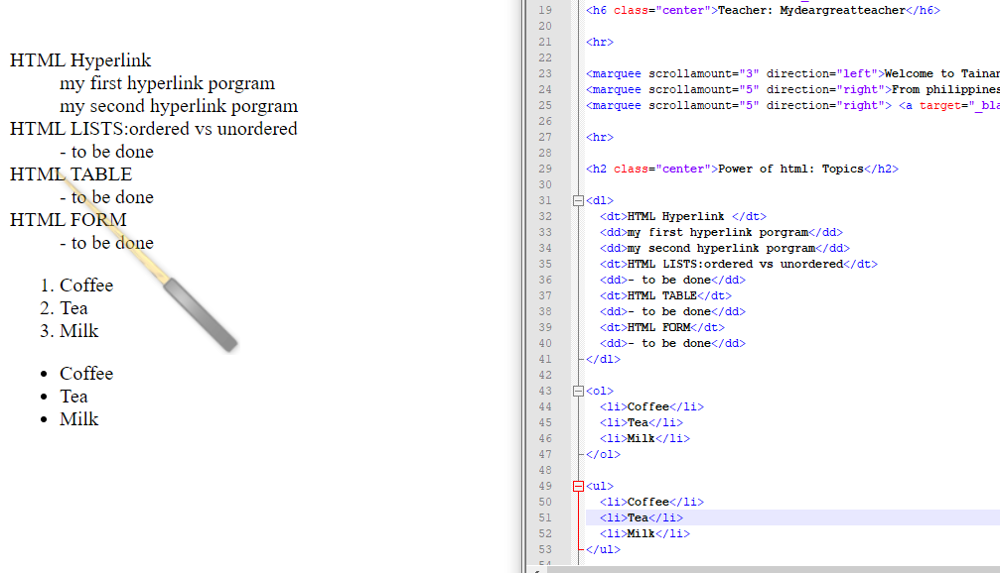 HTML Hyperlink
my first hyperlink porgram
my second hyperlink porgram
HTML LISTS:ordered vs unordered
- to be done
HTML TABLE
- to be done
HTML FORM
- to be done
1. Coffee
2. Tea
3. Milk
• Coffee
• Tea
• Milk
19 <h6 class="center">Teacher: Mydeargreatteacher</h6>
20
21 <hr>
22
23 <marquee scrollamount="3" direction="left">Welcome to Tainan
24 <marquee scrollamount="5" direction="right">From philippines
25 <marquee scrollamount="5" direction="right"> <a target="_bla
26
27 <hr>
28
29 <h2 class="center">Power of html: Topics</h2>
30
31 <dl>
32 <dt>HTML Hyperlink </dt>
33 <dd>my first hyperlink porgram</dd>
34 <dd>my second hyperlink porgram</dd>
35 <dt>HTML LISTS:ordered vs unordered</dt>
36 <dd>- to be done</dd>
37 <dt>HTML TABLE</dt>
38 <dd>- to be done</dd>
39 <dt>HTML FORM</dt>
40 <dd>- to be done</dd>
41 </dl>
42
43 <ol>
44 <li>Coffee</li>
45 <li>Tea</li>
46 <li>Milk</li>
47 </ol>
48
49 <ul>
50 <li>Coffee</li>
51 <li>Tea</li>
52 <li>Milk</li>
53 </ul>
54